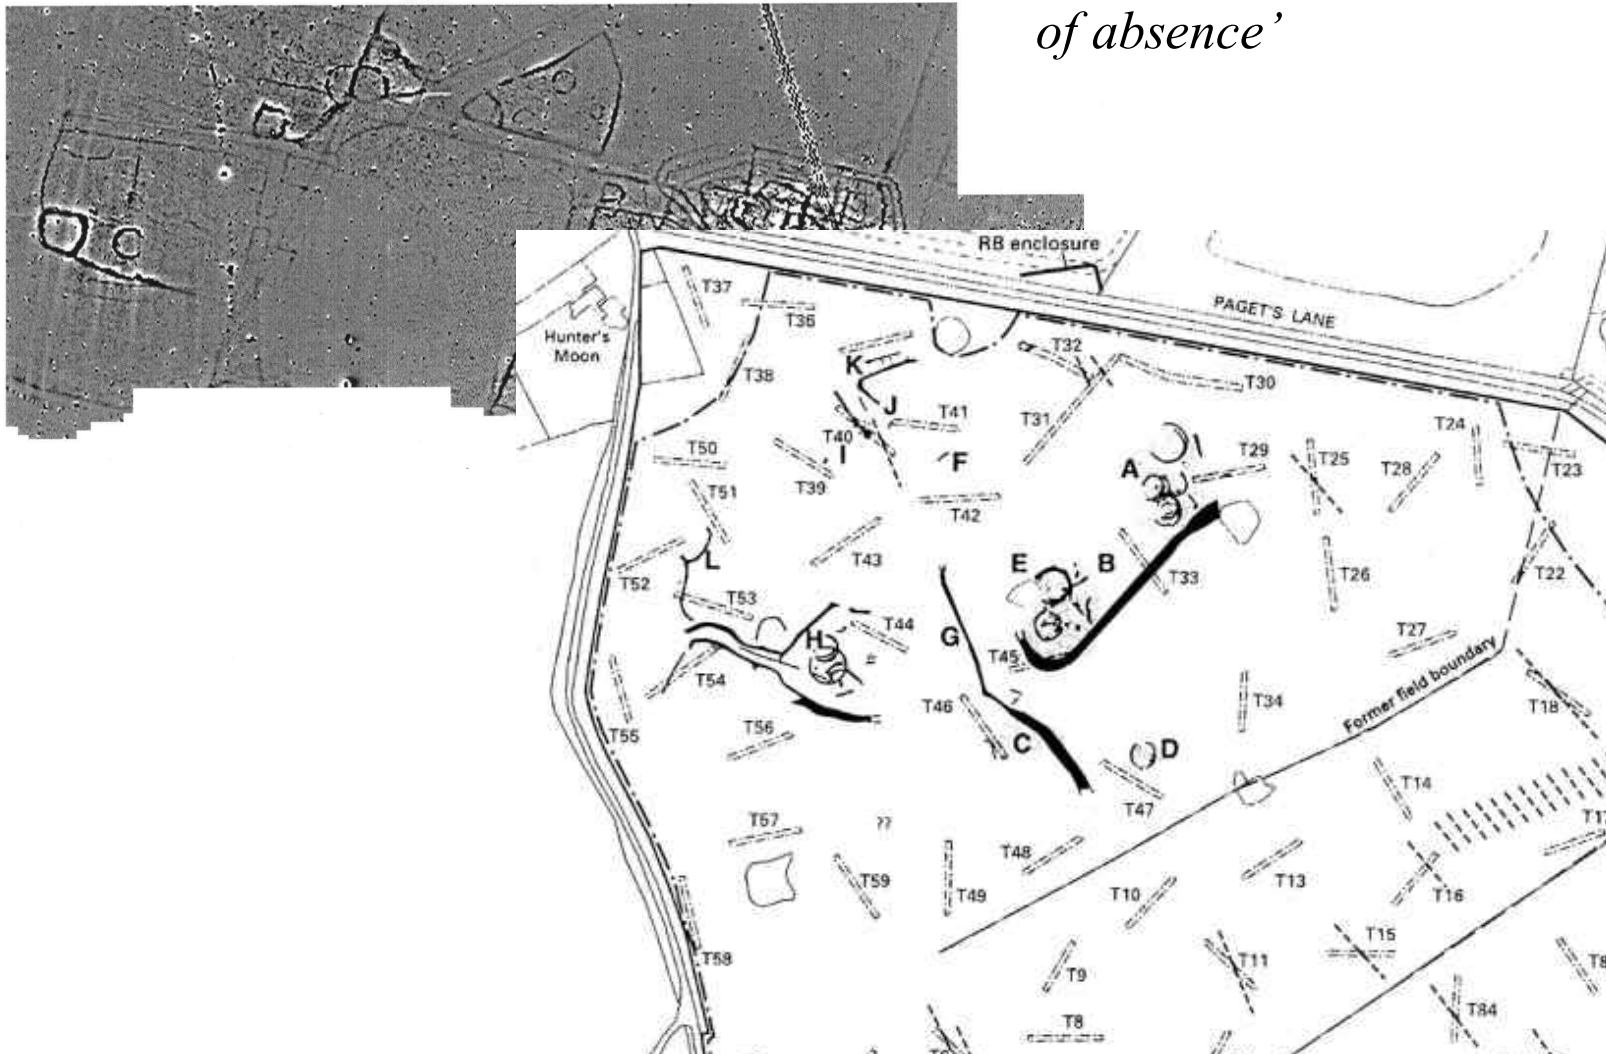 of absence’
RB enclosure
PAGET'S LANE
Hunter's
Moon
T37
T36
T38
K
T32
T30
J
T41
T31
T40
I
T50
T39
F
T51
A
T29
T25
T28
T24
T23
T42
T43
L
T52
T53
E
B
T33
T26
T22
H
T44
G
T45
T27
T54
T46
C
D
T34
Former field boundary
T18
T55
T56
T47
T14
T57
??
T48
T59
T49
T10
T13
T16
T17
T58
T9
T11
T15
T8
T84